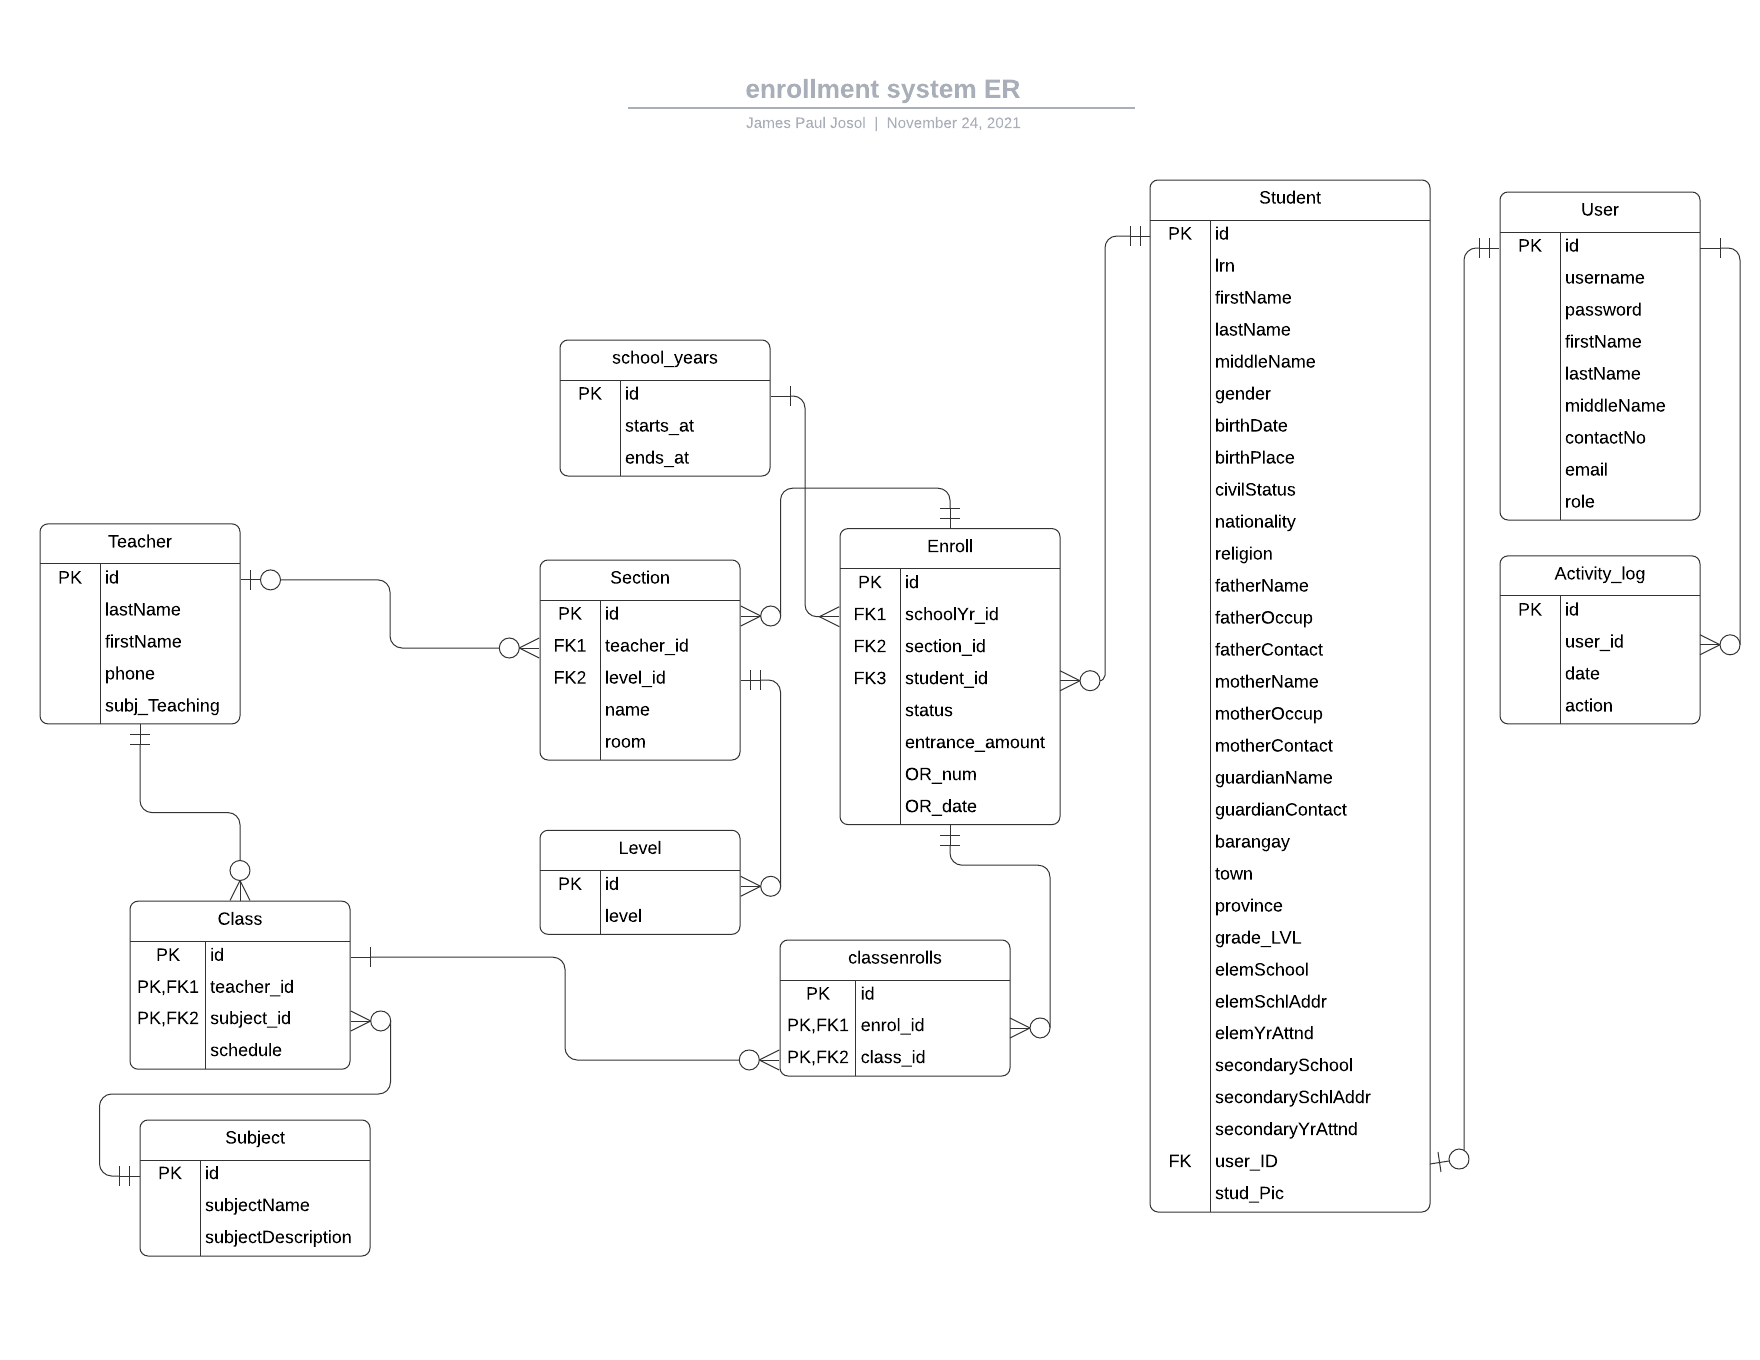 enrollment system ER
James Paul Josol | November 24, 2021
Student
PK id
lrn
firstName
lastName
middleName
gender
birthDate
birthPlace
civilStatus
nationality
religion
fatherName
fatherOccup
fatherContact
motherName
motherOccup
motherContact
guardianName
guardianContact
barangay
town
province
grade_LVL
elemSchool
elemSchlAddr
elemYrAttnd
secondarySchool
secondarySchlAddr
secondaryYrAttnd
FK user_ID
stud_Pic
User
PK id
username
password
firstName
lastName
middleName
contactNo
email
role
school_years
PK id
starts_at
ends_at
Teacher
PK id
lastName
firstName
phone
subj_Teaching
Section
PK id
FK1 teacher_id
FK2 level_id
name
room
Enroll
PK id
FK1 schoolYr_id
FK2 section_id
FK3 student_id
status
entrance_amount
OR_num
OR_date
Activity_log
PK id
user_id
date
action
Level
PK id
level
Class
PK id
PK,FK1 teacher_id
PK,FK2 subject_id
schedule
classenrolls
PK id
PK,FK1 enrol_id
PK,FK2 class_id
Subject
PK id
subjectName
subjectDescription